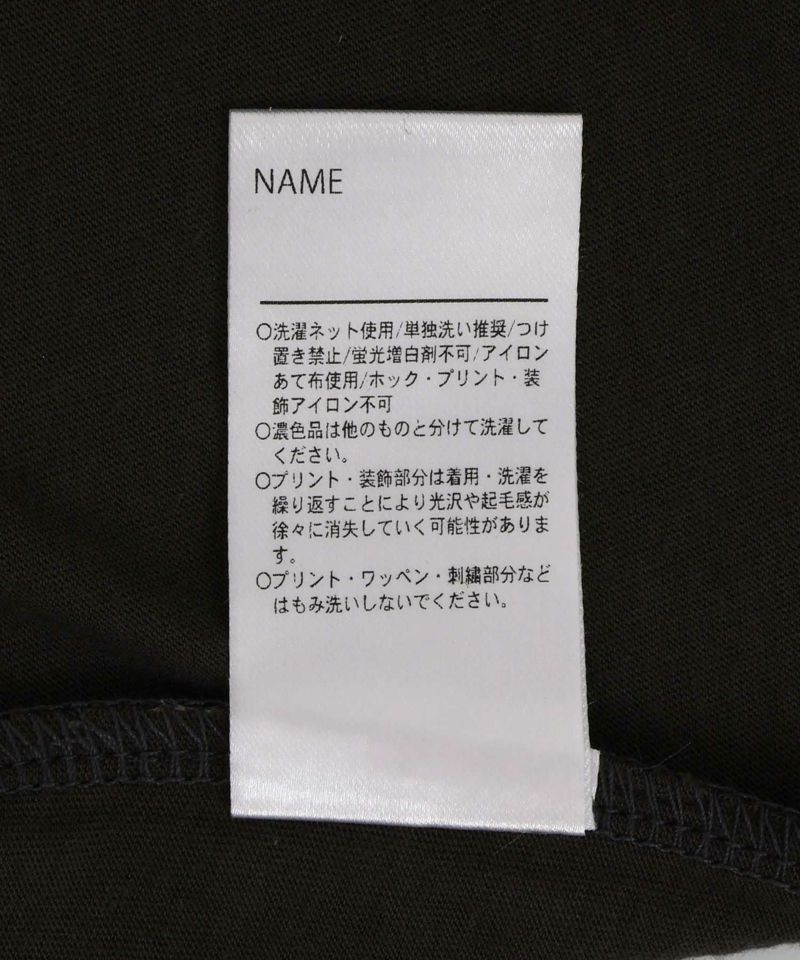 NAME
○洗濯ネット使用/単独洗い推奨/つけ
置き禁止/蛍光増白剤不可/アイロン
あて布使用/ホック・プリント・装
飾アイロン不可
○濃色品は他のものと分けて洗濯して
ください。
○プリント・装飾部分は着用・洗濯を
繰り返すことにより光沢や起毛感が
徐々に消失していく可能性がありま
す。
○プリント・ワッペン・刺繍部分など
はもみ洗いしないでください。